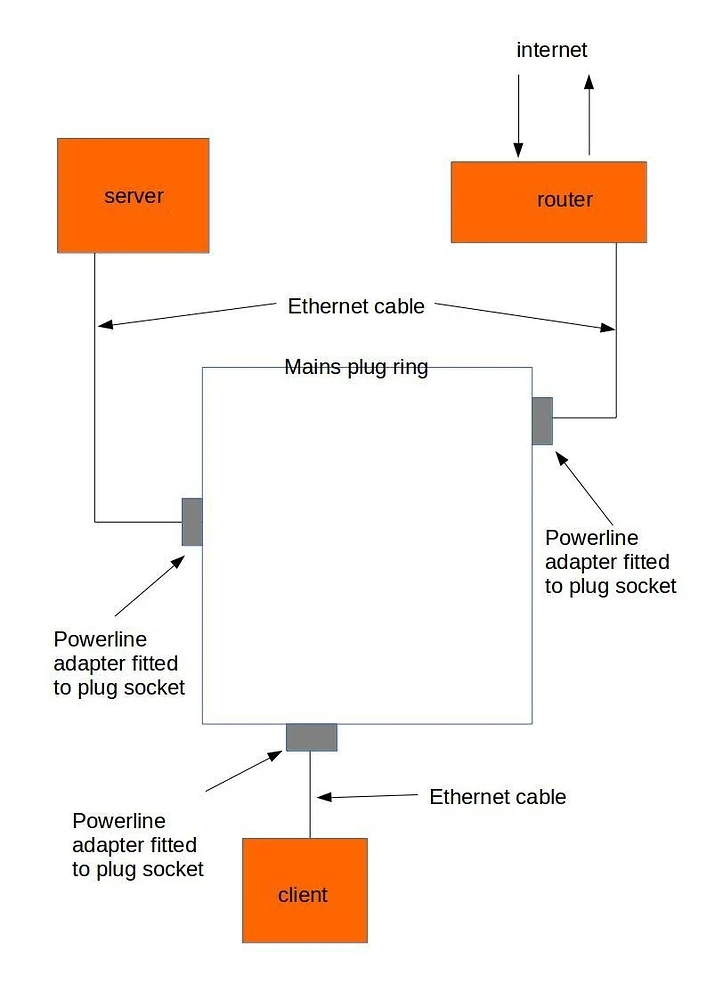 internet
server
router
Ethernet cable
Mains plug ring
Powerline
adapter fitted
to plug socket
Powerline
adapter fitted
to plug socket
Ethernet cable
Powerline
adapter fitted
to plug socket
client